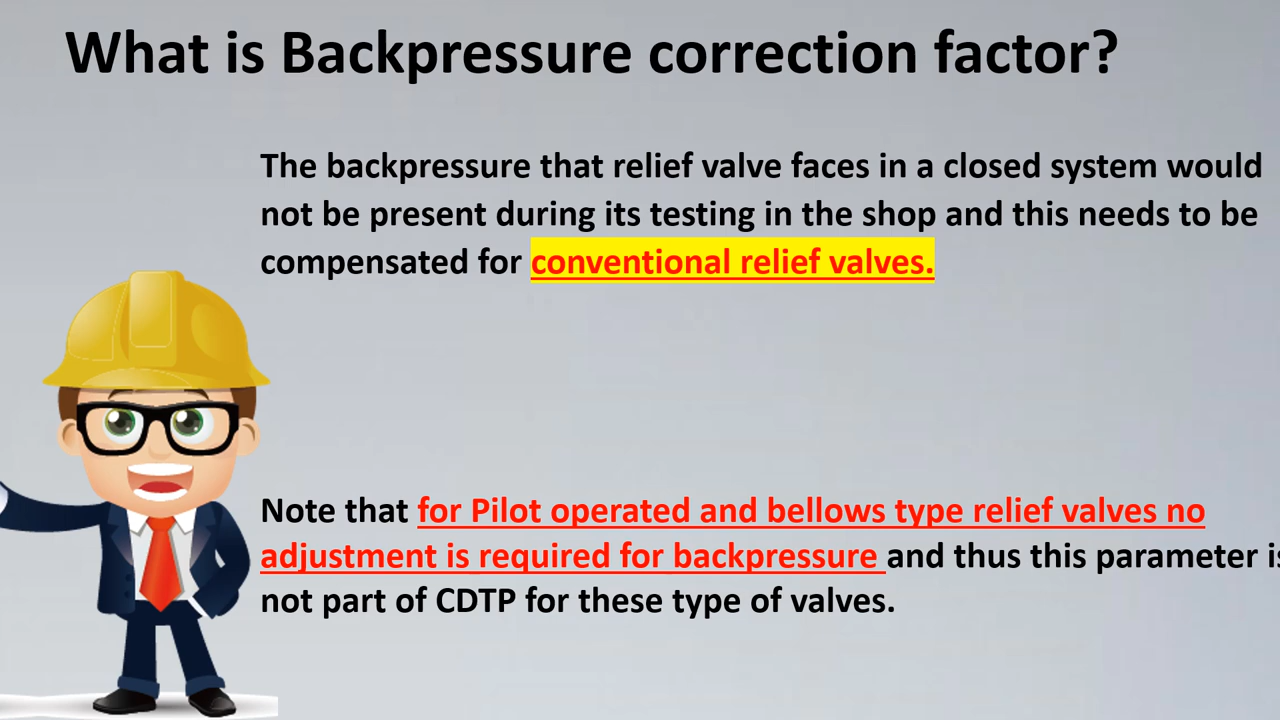 What is Backpressure correction factor?
The backpressure that relief valve faces in a closed system would
not be present during its testing in the shop and this needs to be
compensated for conventional relief valves.
Note that for Pilot operated and bellows type relief valves no
adjustment is required for backpressure and thus this parameter is
not part of CDTP for these type of valves.